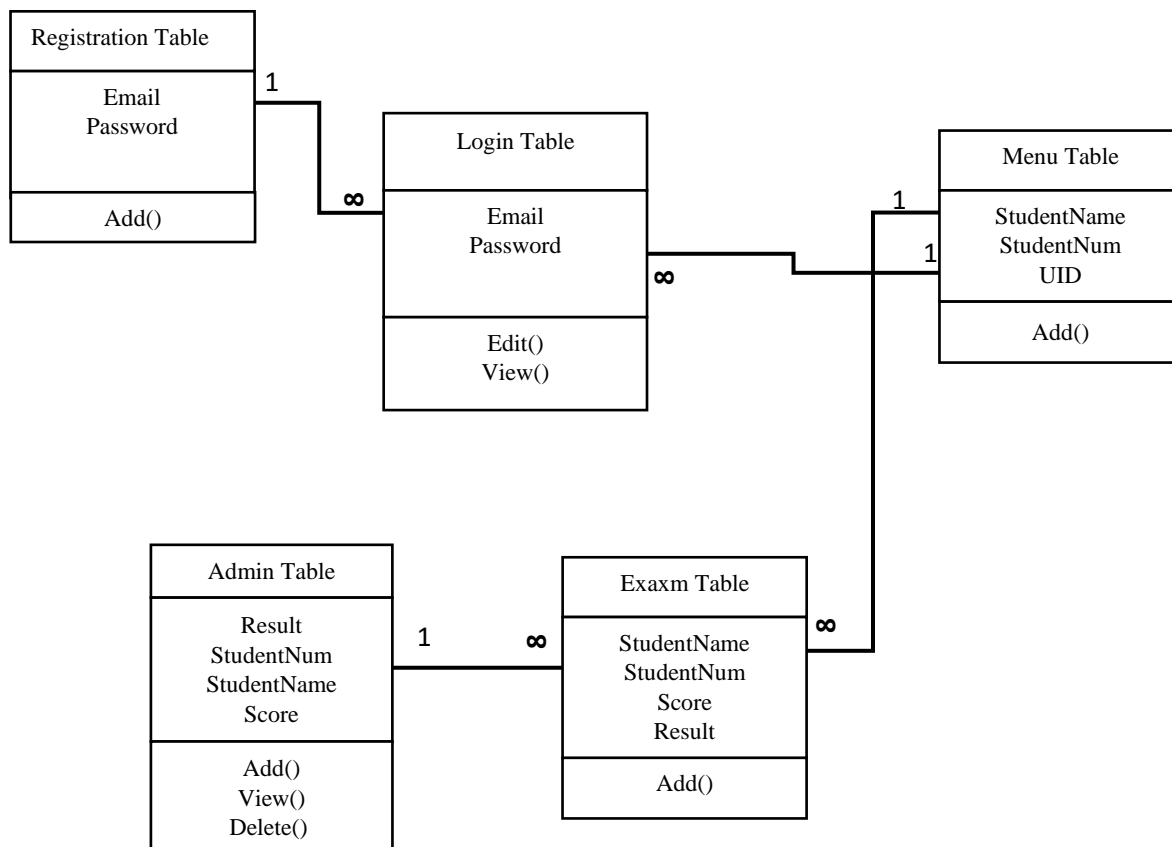 Registration Table
Email
Password
Add()
1
∞
Login Table
Email
Password
Edit()
View()
∞
1
1
Menu Table
StudentName
StudentNum
UID
Add()
Admin Table
Result
StudentNum
StudentName
Score
Add()
View()
Delete()
1
∞
Exaxm Table
StudentName
StudentNum
Score
Result
Add()
∞